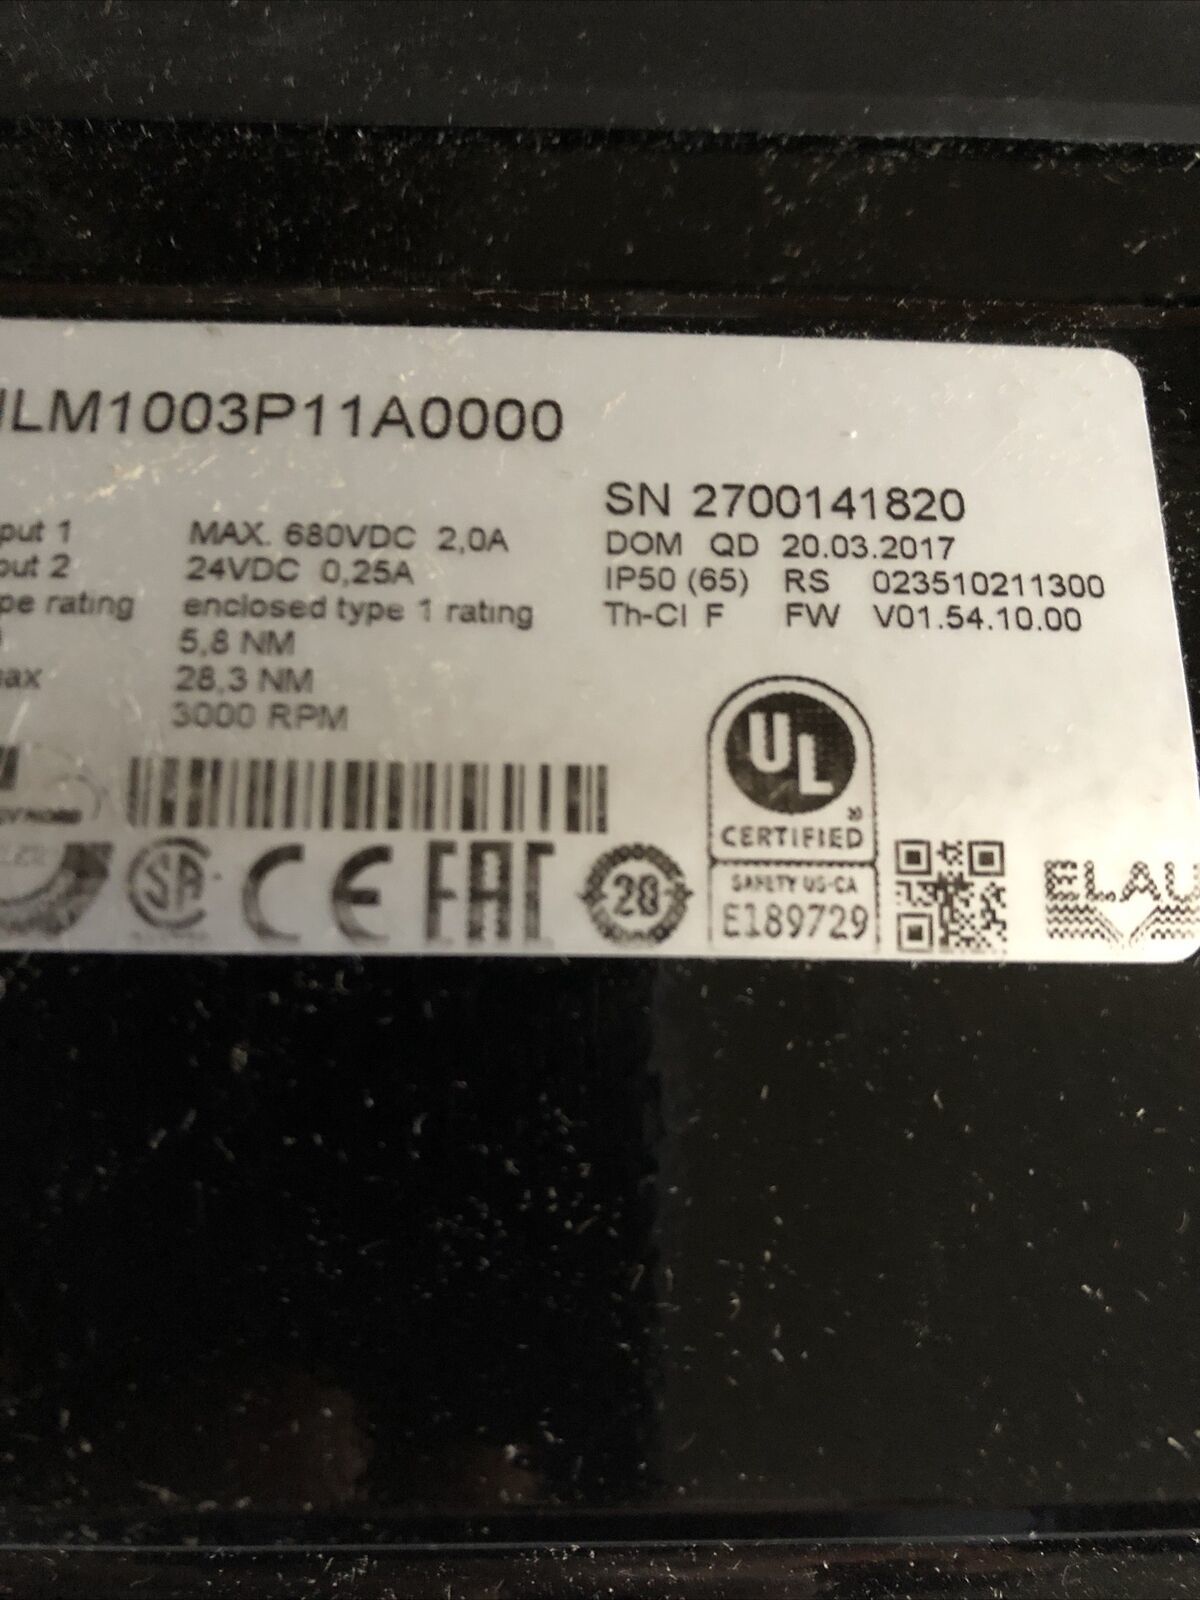 ILM1003P11A0000
SN 2700141820
put 1 MAX. 680VDC 2,0A
DOM QD 20.03.2017
put 2 24VDC 0,25A
IP50 (65) RS 023510211300
pe rating enclosed type 1 rating
Th-Cl F FW V01.54.10.00
5,8 NM
ax 28,3 NM
3000 RPM
UL
CERTIFIED
SAFETY US-CA
E189729
SA
CE
EAC
20
ELAU